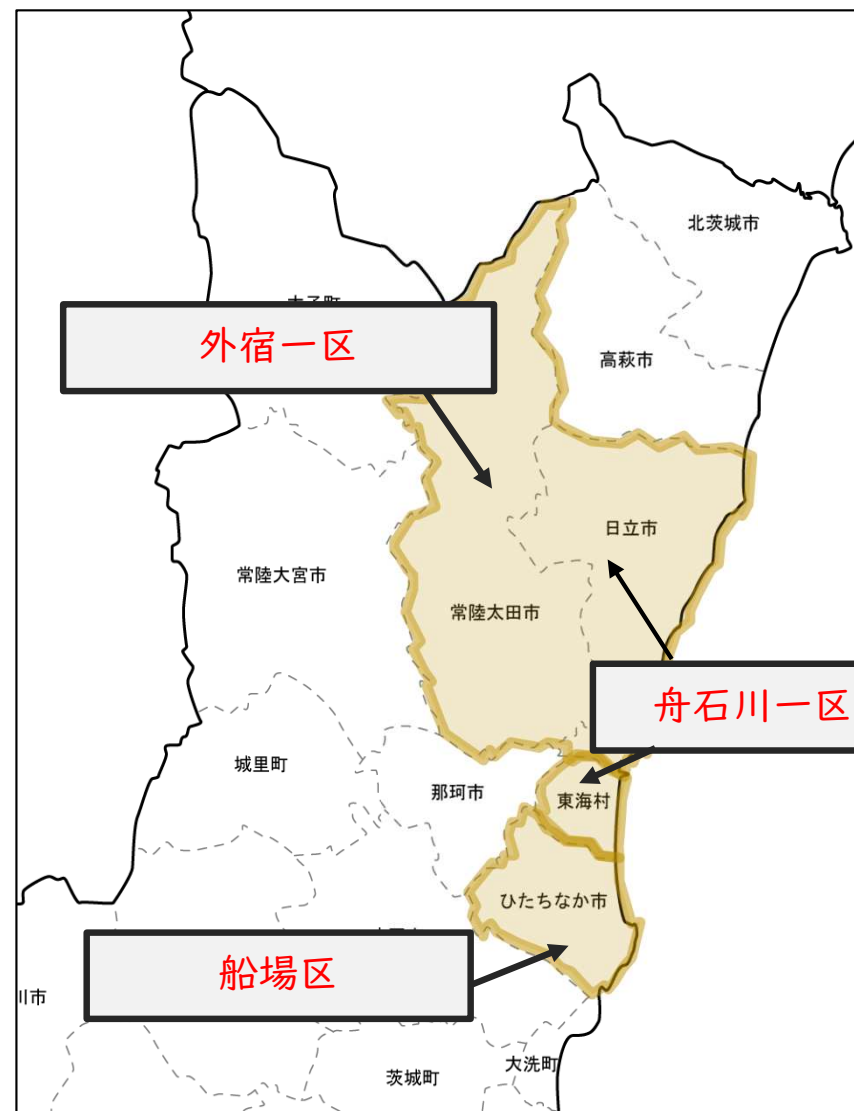 北茨城市
外宿一区
高萩市
日立市
常陸大宮市
常陸太田市
舟石川一区
城里町
那珂市
東海村
ひたちなか市
船場区
川市
大洗町
茨城町